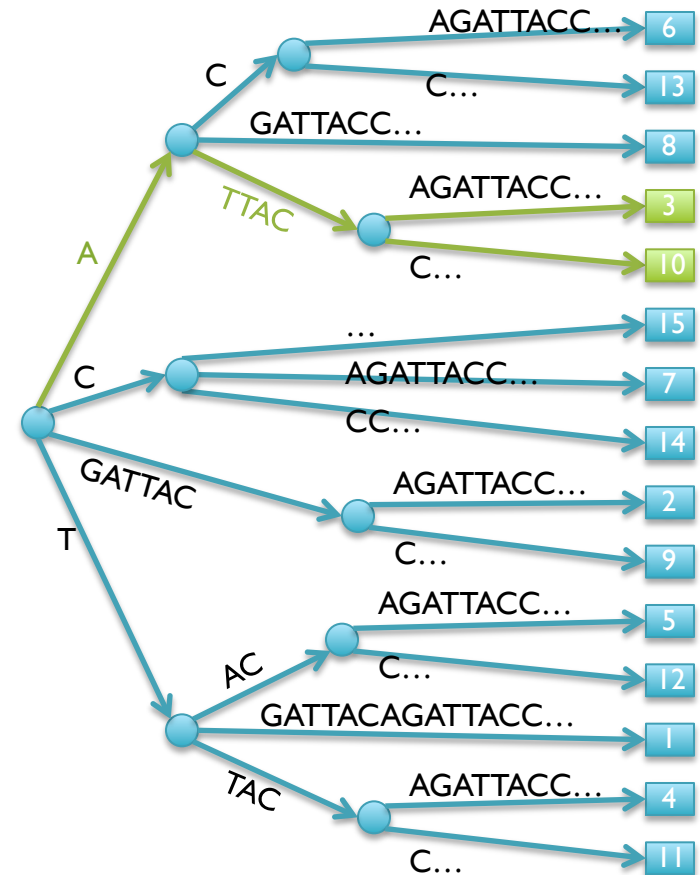 AGATTACC…
6
C
C…
13
GATTACC…
8
A
TTAC
AGATTACC…
3
C…
10
…
15
C
AGATTACC…
7
CC…
14
GATTAC
AGATTACC…
2
C…
9
T
AGATTACC…
5
AC
C…
12
GATTACAGATTACC…
1
TAC
AGATTACC…
4
C…
11